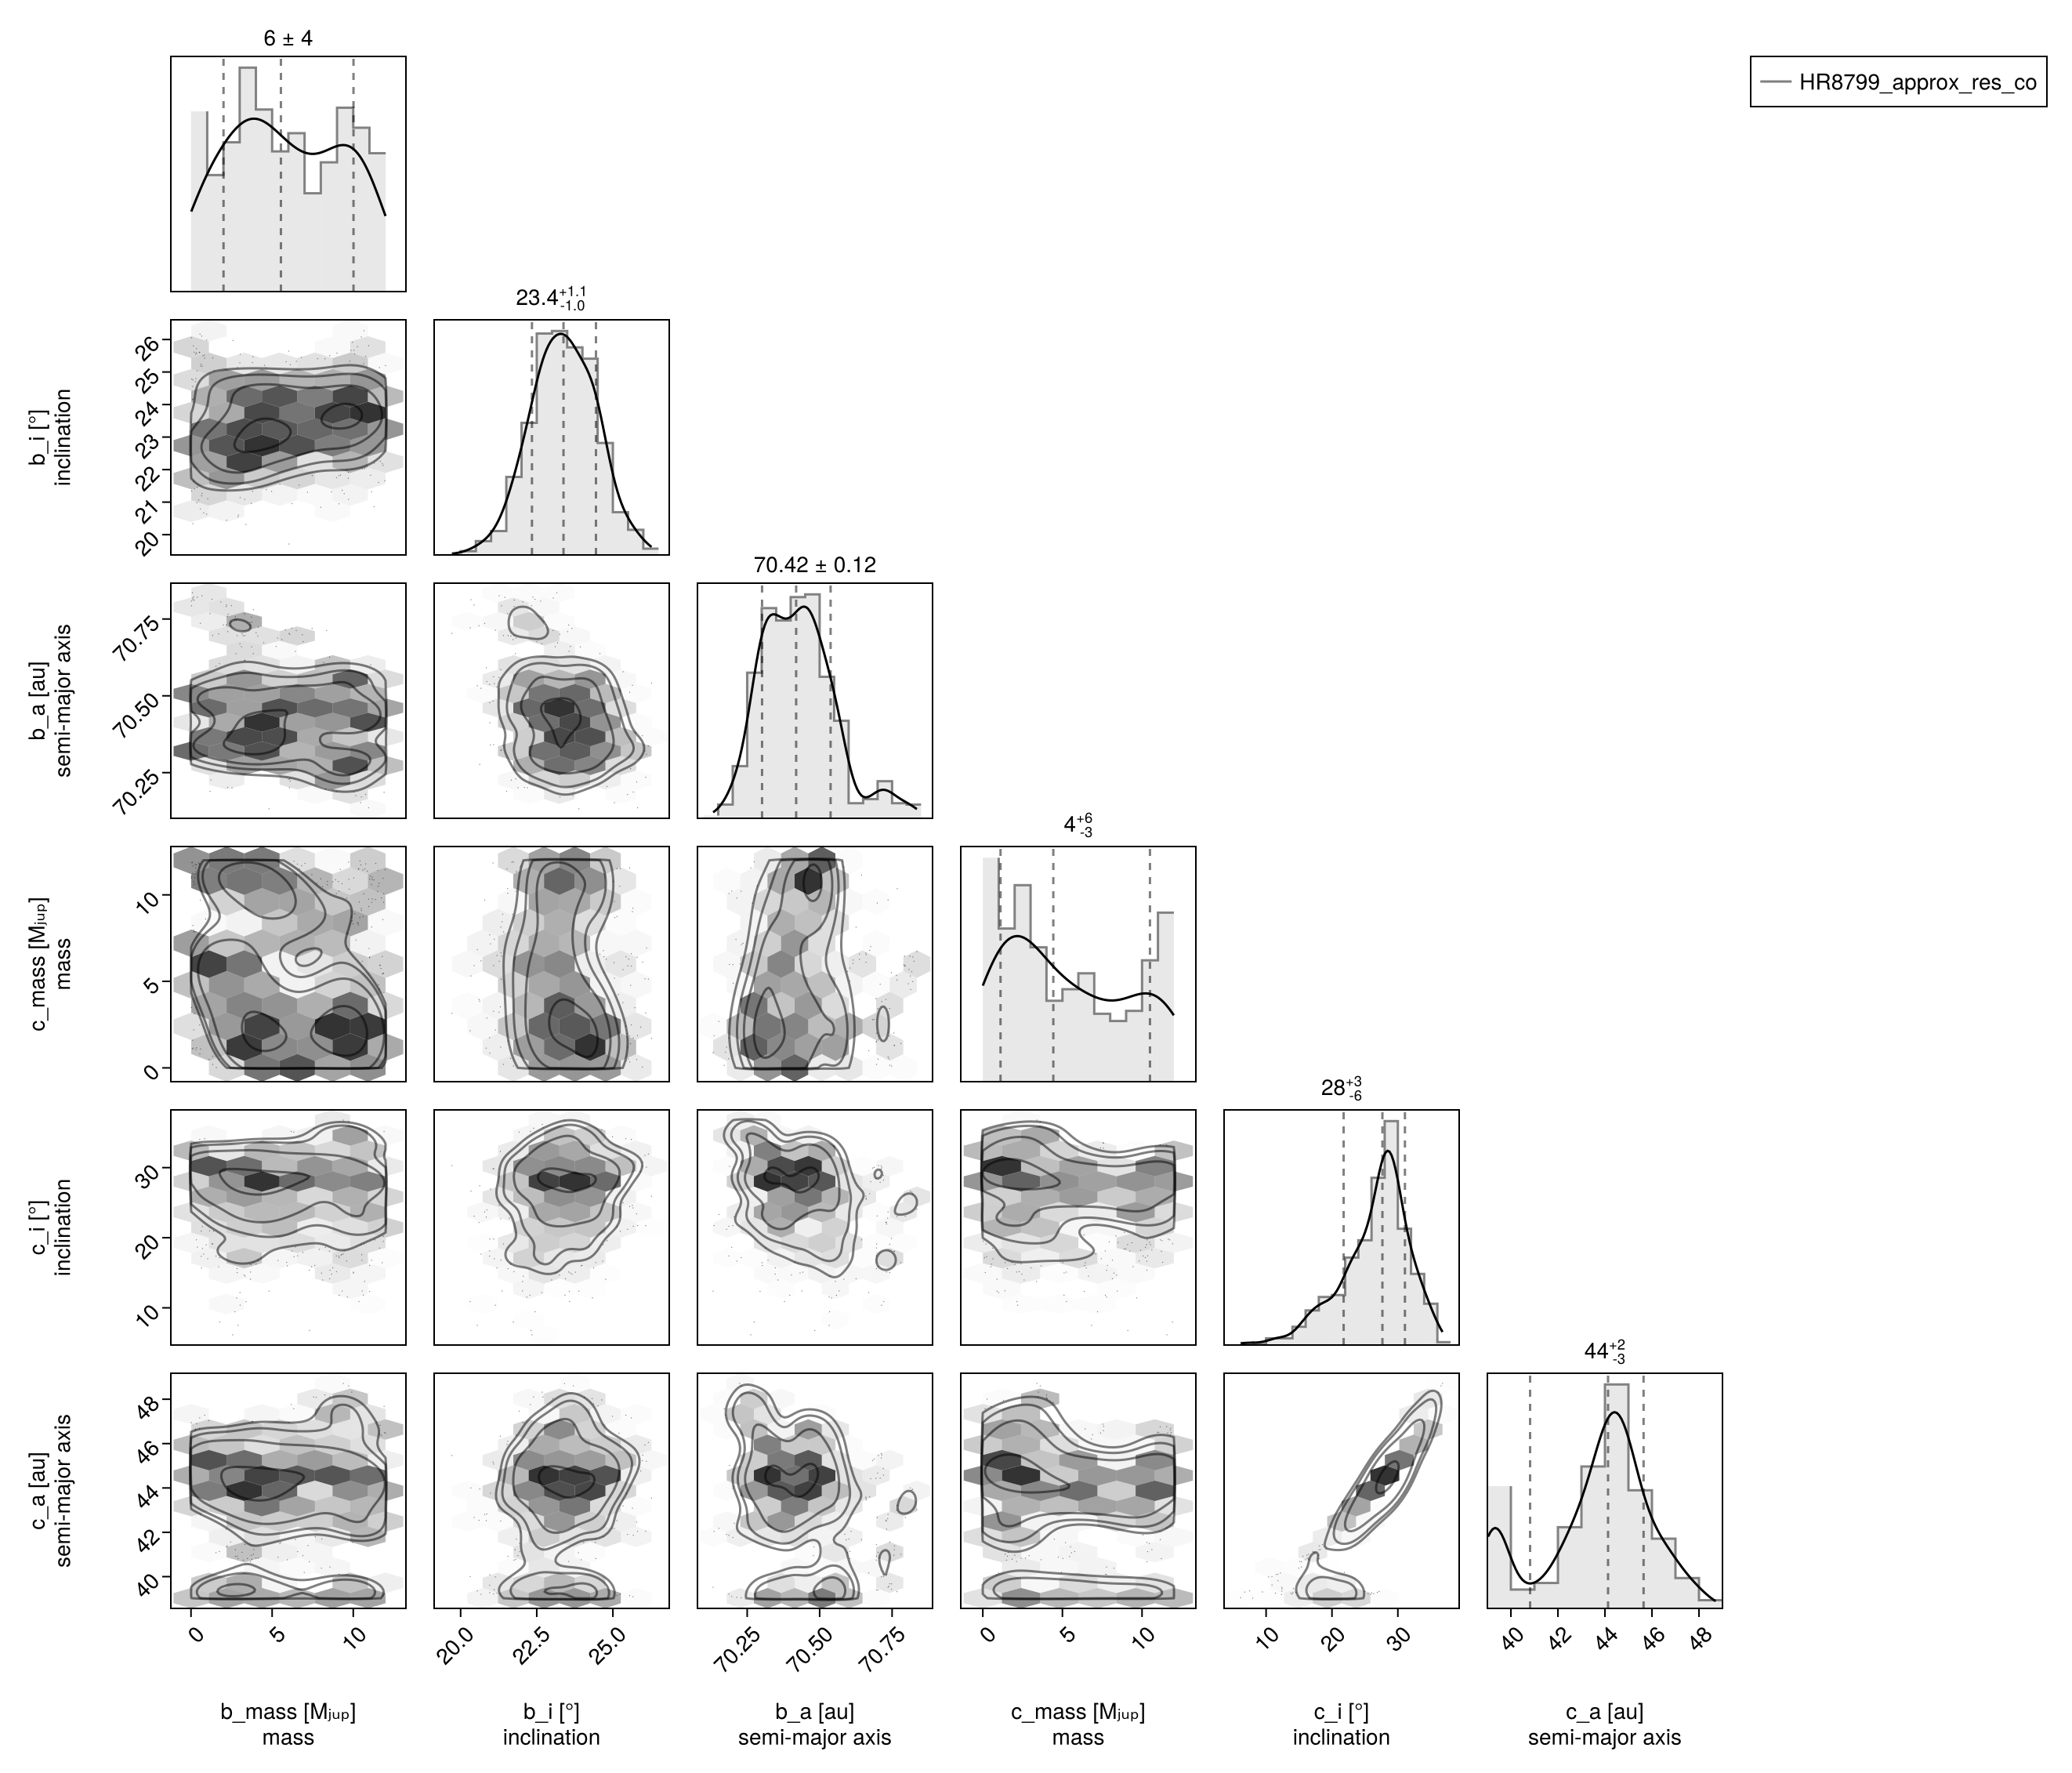 6 ± 4
HR8799_approx_res_co
23.4 +1.1 -1.0
26
25
24
23
22
21
20
b_i [°]
inclination
70.42 ± 0.12
70.75
70.50
70.25
b_a [au]
semi-major axis
4 +6 -3
10
5
0
c_mass [Mⱼᵤₚ]
mass
28 +3 -6
30
20
10
c_i [°]
inclination
44 +2 -3
48
46
44
42
40
c_a [au]
semi-major axis
0 5 10
20.0 22.5 25.0
70.25 70.50 70.75
0 5 10
10 20 30
40 42 44 46 48
b_mass [Mⱼᵤₚ]
mass
b_i [°]
inclination
b_a [au]
semi-major axis
c_mass [Mⱼᵤₚ]
mass
c_i [°]
inclination
c_a [au]
semi-major axis